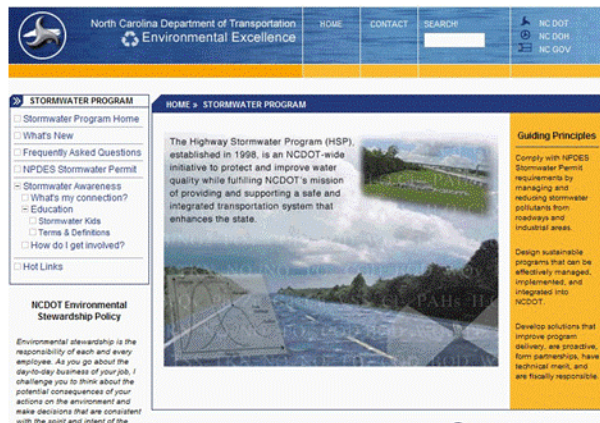 North Carolina Department of Transportation
Environmental Excellence
HOME
CONTACT
SEARCH!
NC DOT
NC DOH
NC GOV
STORMWATER PROGRAM
Stormwater Program Home
What's New
Frequently Asked Questions
NPDES Stormwater Permit
Stormwater Awareness
What's my connection?
Education
Stormwater Kids
Terms & Definitions
How do I get involved?
Hot Links
NCDOT Environmental
Stewardship Policy
Environmental stewardship is the
responsibility of each and every
employee. As you go about the
day-to-day business of your job, I
challenge you to think about the
potential consequences of your
actions on the environment and
make decisions that are consistent
with the spirit and intent of the
HOME » STORMWATER PROGRAM
The Highway Stormwater Program (HSP),
established in 1998, is an NCDOT-wide
initiative to protect and improve water
quality while fulfilling NCDOT's mission
of providing and supporting a safe and
integrated transportation system that
enhances the state.
PAHs
Guiding Principles
Comply with NPDES
Stormwater Permit
requirements by
managing and
reducing stormwater
pollutants from
roadways and
industrial areas.
Design sustainable
programs that can be
effectively managed,
implemented, and
integrated into
NCDOT.
Develop solutions that
improve program
delivery, are proactive,
form partnerships, have
technical merit, and
are fiscally responsible.